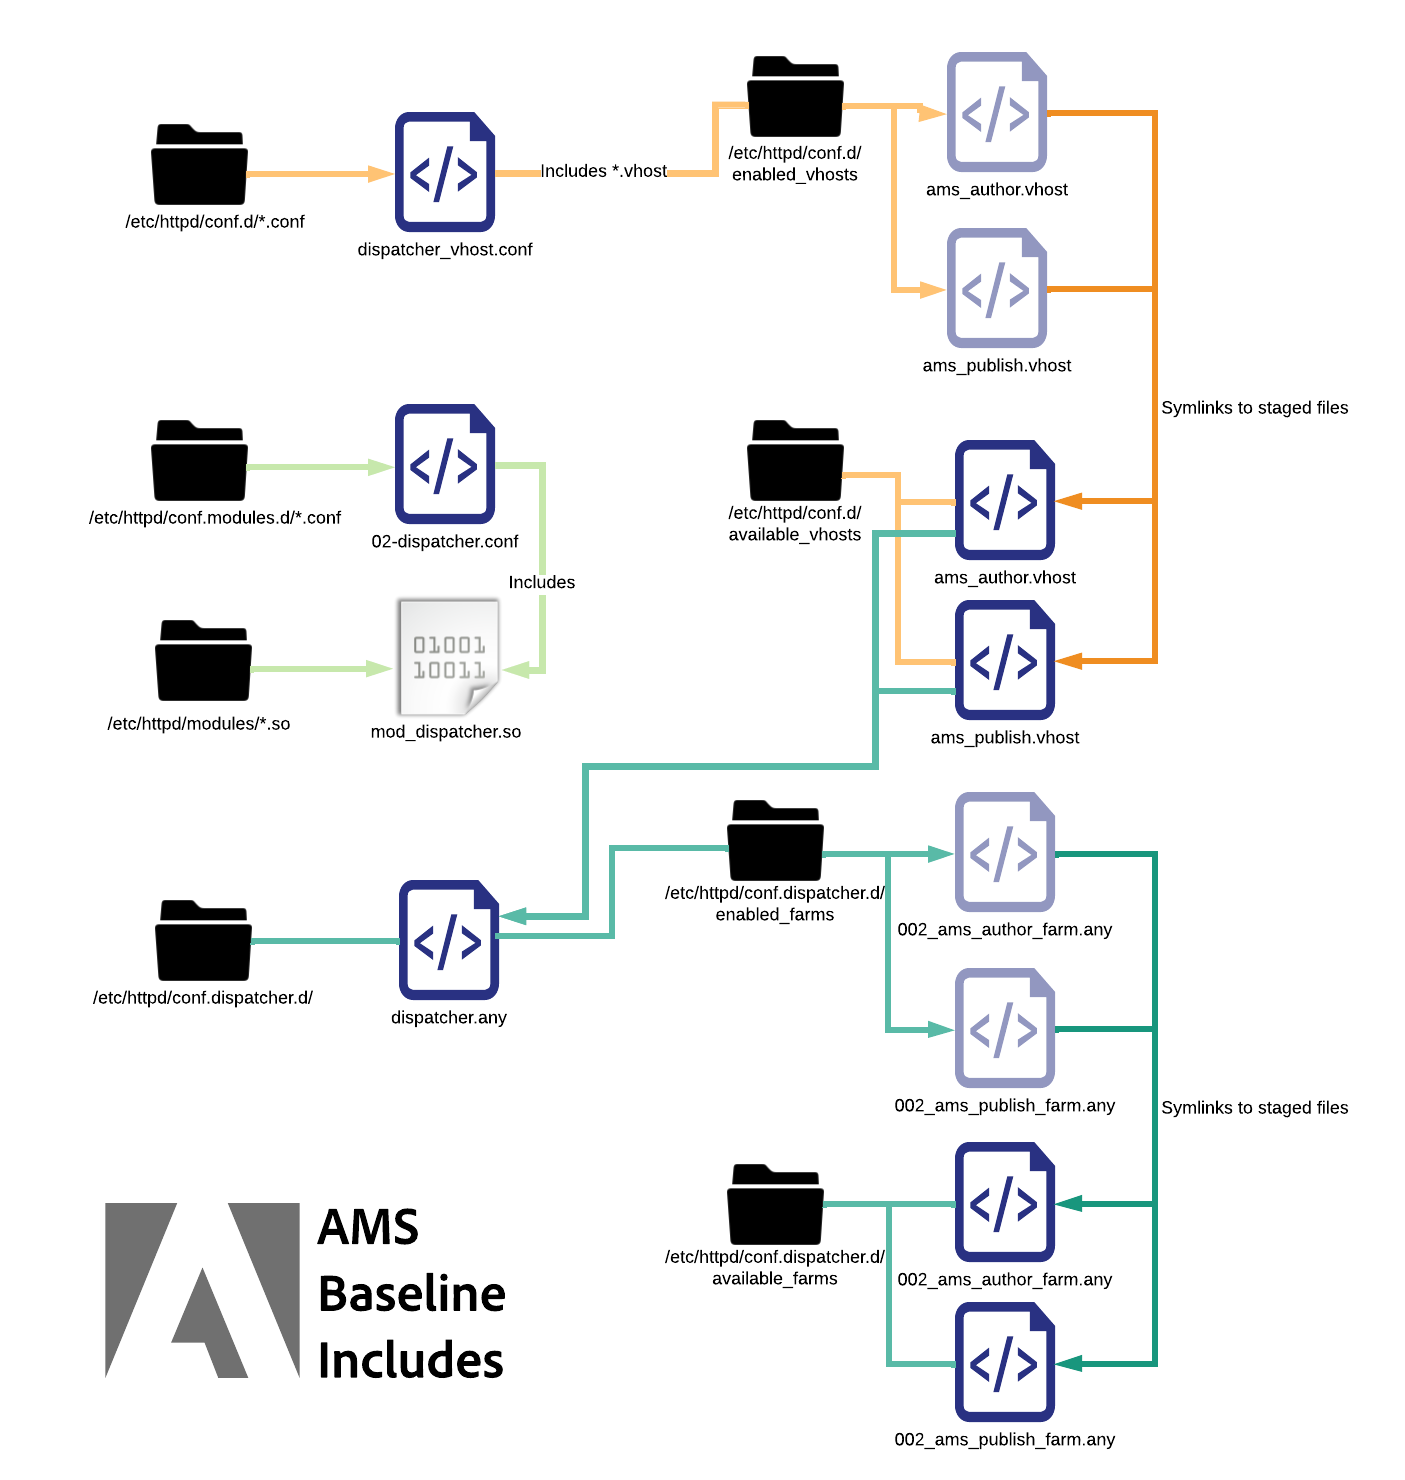 /etc/httpd/conf.d/*.conf
dispatcher_vhost.conf
Includes *.vhost
/etc/httpd/conf.d/
enabled_vhosts
ams_author.vhost
ams_publish.vhost
Symlinks to staged files
/etc/httpd/conf.modules.d/*.conf
02-dispatcher.conf
Includes
/etc/httpd/modules/*.so
01001
10011
mod_dispatcher.so
/etc/httpd/conf.d/
available_vhosts
ams_author.vhost
ams_publish.vhost
/etc/httpd/conf.dispatcher.d/
dispatcher.any
/etc/httpd/conf.dispatcher.d/
enabled_farms
002_ams_author_farm.any
002_ams_publish_farm.any
Symlinks to staged files
/etc/httpd/conf.dispatcher.d/
available_farms
002_ams_author_farm.any
002_ams_publish_farm.any
AMS
Baseline
Includes